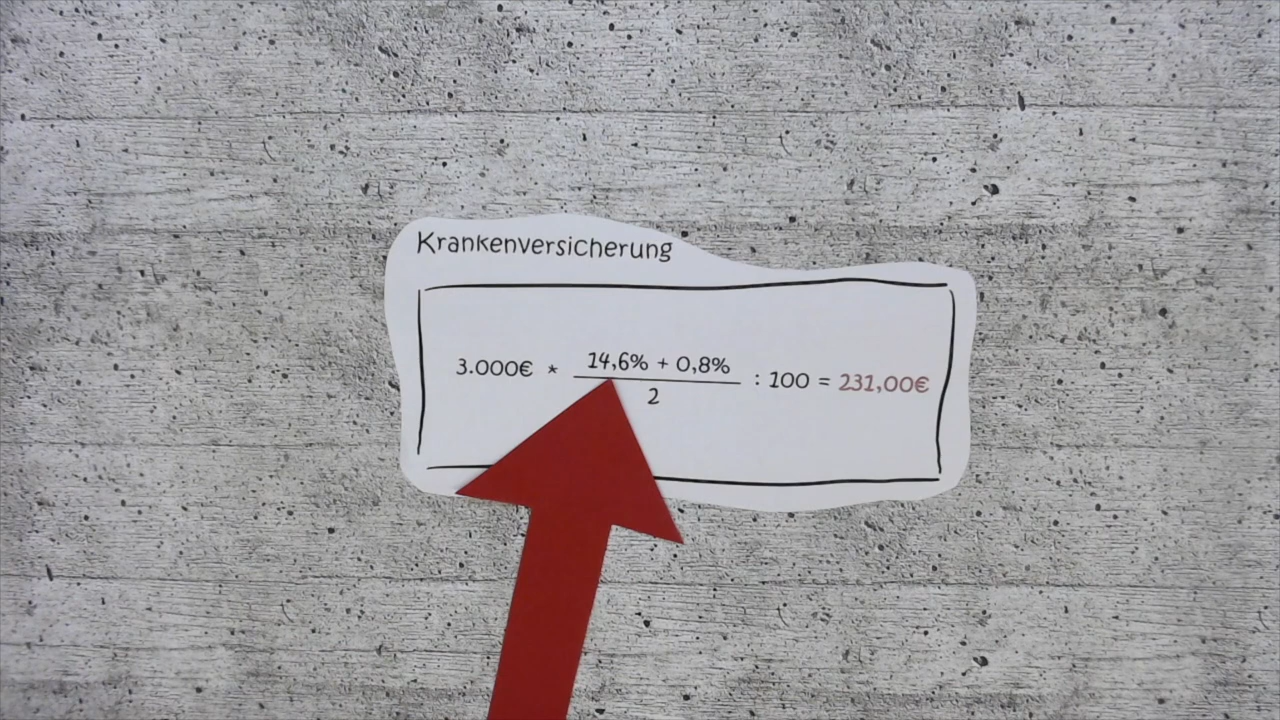 Krankenversicherung
3.000€ * 14,6% + 0,8% : 100 = 231,00€
2